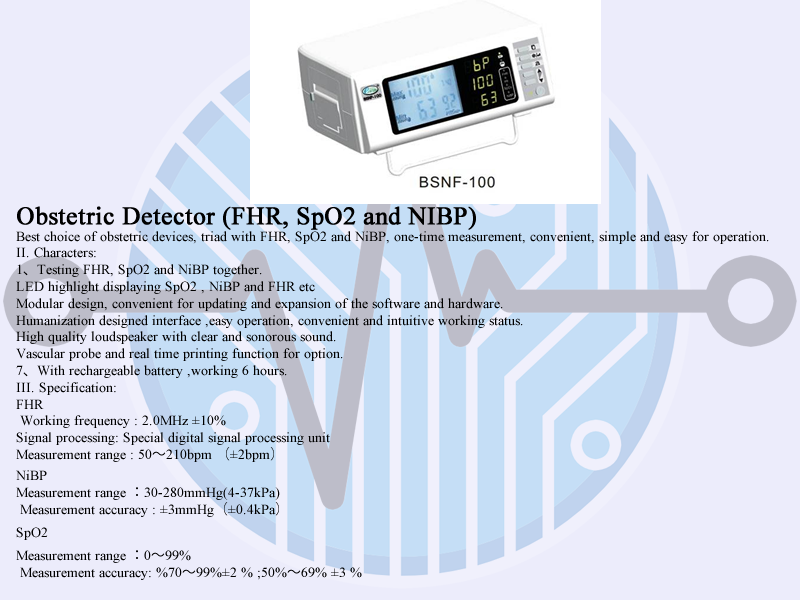 bP
100
63
BSNF-100
Obstetric Detector (FHR, SpO2 and NIBP)
Best choice of obstetric devices, triad with FHR, SpO2 and NiBP, one-time measurement, convenient, simple and easy for operation.
II. Characters:
1、Testing FHR, SpO2 and NiBP together.
LED highlight displaying SpO2 , NiBP and FHR etc
Modular design, convenient for updating and expansion of the software and hardware.
Humanization designed interface ,easy operation, convenient and intuitive working status.
High quality loudspeaker with clear and sonorous sound.
Vascular probe and real time printing function for option.
7、With rechargeable battery ,working 6 hours.
III. Specification:
FHR
Working frequency : 2.0MHz ±10%
Signal processing: Special digital signal processing unit
Measurement range : 50～210bpm （±2bpm）
NiBP
Measurement range ：30-280mmHg(4-37kPa)
Measurement accuracy : ±3mmHg（±0.4kPa）
SpO2
Measurement range ：0～99%
Measurement accuracy: %70～99%±2 % ;50%～69% ±3 %